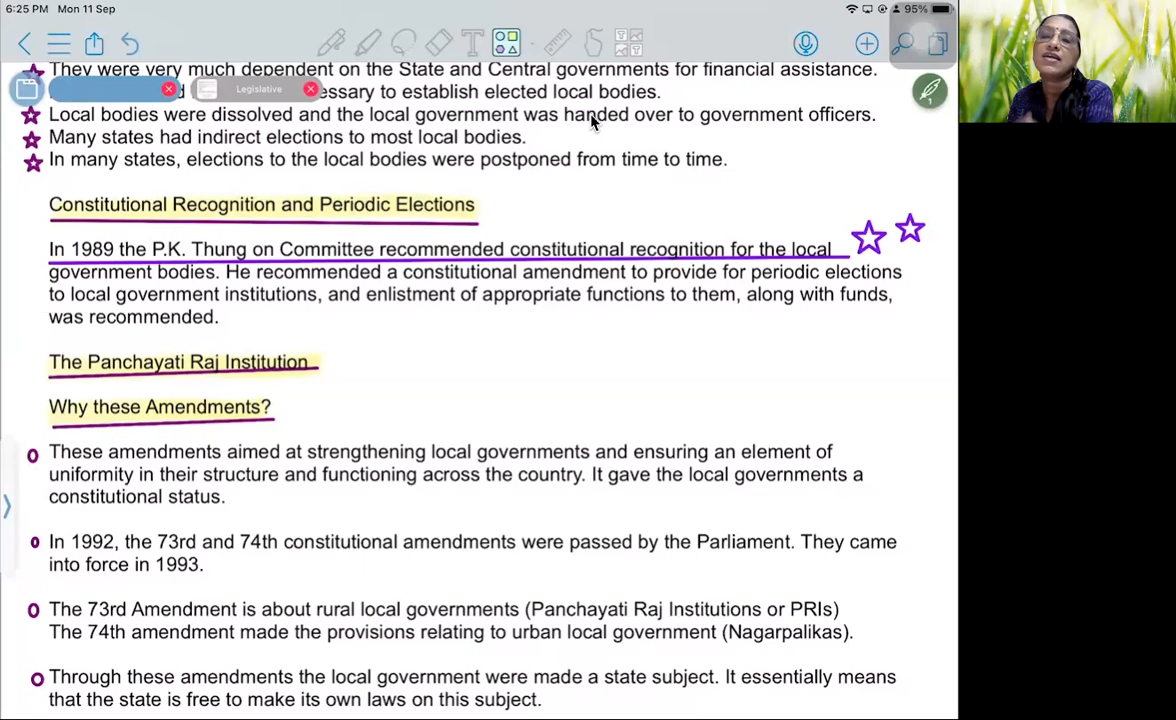 6:25 PM Mon 11 Sep
95%
They were very much dependent on the State and Central governments for financial assistance.
Legislative
essary to establish elected local bodies.
Local bodies were dissolved and the local government was handed over to government officers.
Many states had indirect elections to most local bodies.
In many states, elections to the local bodies were postponed from time to time.
Constitutional Recognition and Periodic Elections
In 1989 the P.K. Thung on Committee recommended constitutional recognition for the local
government bodies. He recommended a constitutional amendment to provide for periodic elections
to local government institutions, and enlistment of appropriate functions to them, along with funds,
was recommended.
The Panchayati Raj Institution
Why these Amendments?
These amendments aimed at strengthening local governments and ensuring an element of
uniformity in their structure and functioning across the country. It gave the local governments a
constitutional status.
In 1992, the 73rd and 74th constitutional amendments were passed by the Parliament. They came
into force in 1993.
The 73rd Amendment is about rural local governments (Panchayati Raj Institutions or PRIs)
The 74th amendment made the provisions relating to urban local government (Nagarpalikas).
Through these amendments the local government were made a state subject. It essentially means
that the state is free to make its own laws on this subject.